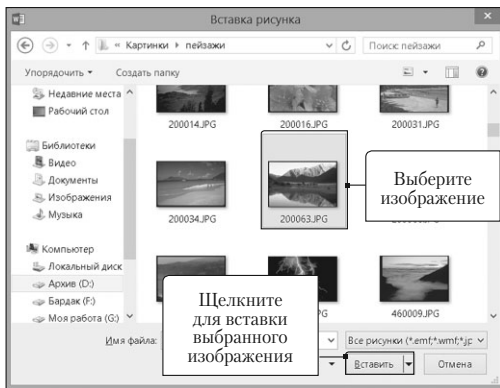 Вставка рисунка
« Картинки ▸ пейзажи
Поиск: пейзажи
Упорядочить ▾ Создать папку
Недавние места
Рабочий стол
Библиотеки
Видео
Документы
Изображения
Музыка
Компьютер
Локальный диск
Архив (D:)
Бардак (F:)
Моя работа (G:)
200014.JPG 200016.JPG 200031.JPG
200034.JPG 200063.JPG
460009.JPG
Выберите
изображение
Щелкните
для вставки
выбранного
изображения
Имя файла:
Все рисунки (*.emf;*.wmf;*.jp
Вставить
Отмена